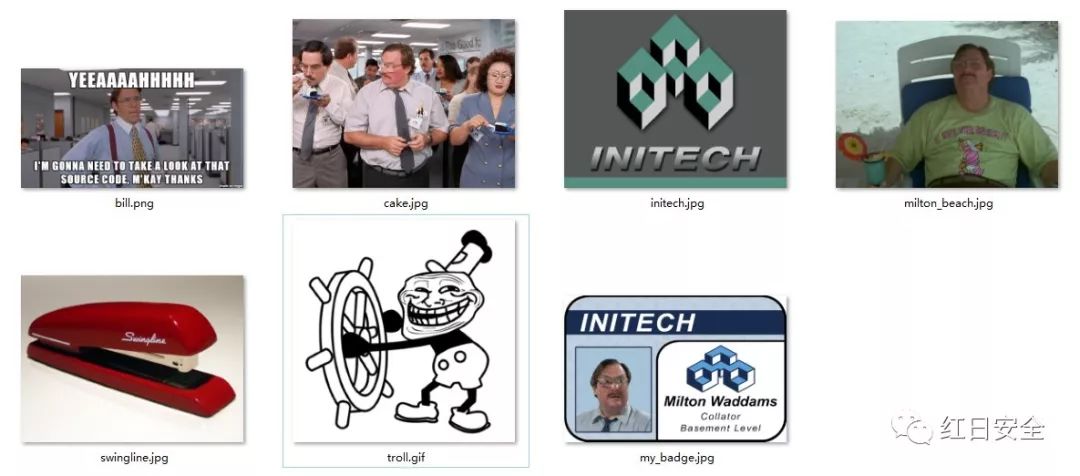 YEEAAAAHHHHH
I'M GONNA NEED TO TAKE A LOOK AT THAT
SOURCE CODE, M'KAY THANKS
INITECH
bill.png
cake.jpg
initech.jpg
milton_beach.jpg
Swingline
INITECH
Milton Waddams
Collator
Basement Level
swingline.jpg
troll.gif
my_badge.jpg
红日安全